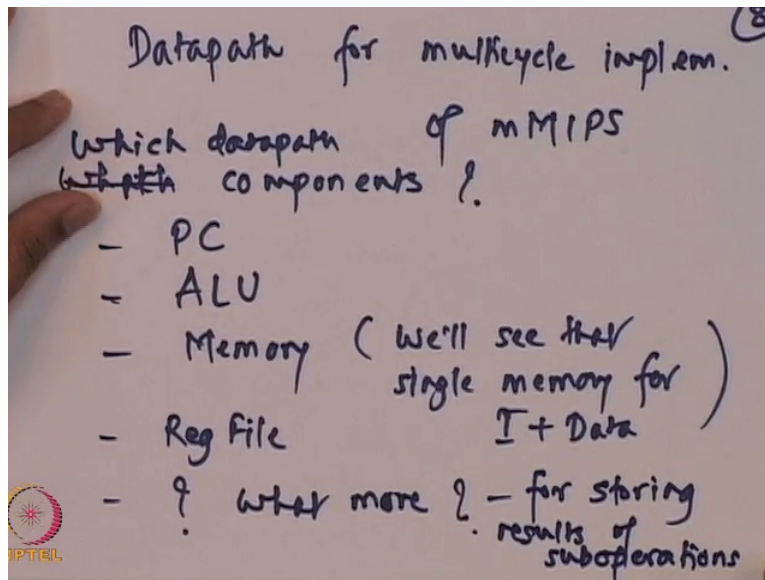 8
Datapath for multicycle implem.
of mMIPS
Which datapath
components ?
- PC
- ALU
- Memory ( We'll see that
single memory for
I + Data )
- Reg File
- ? What more ? - for storing
results of
suboperations
NPTEL